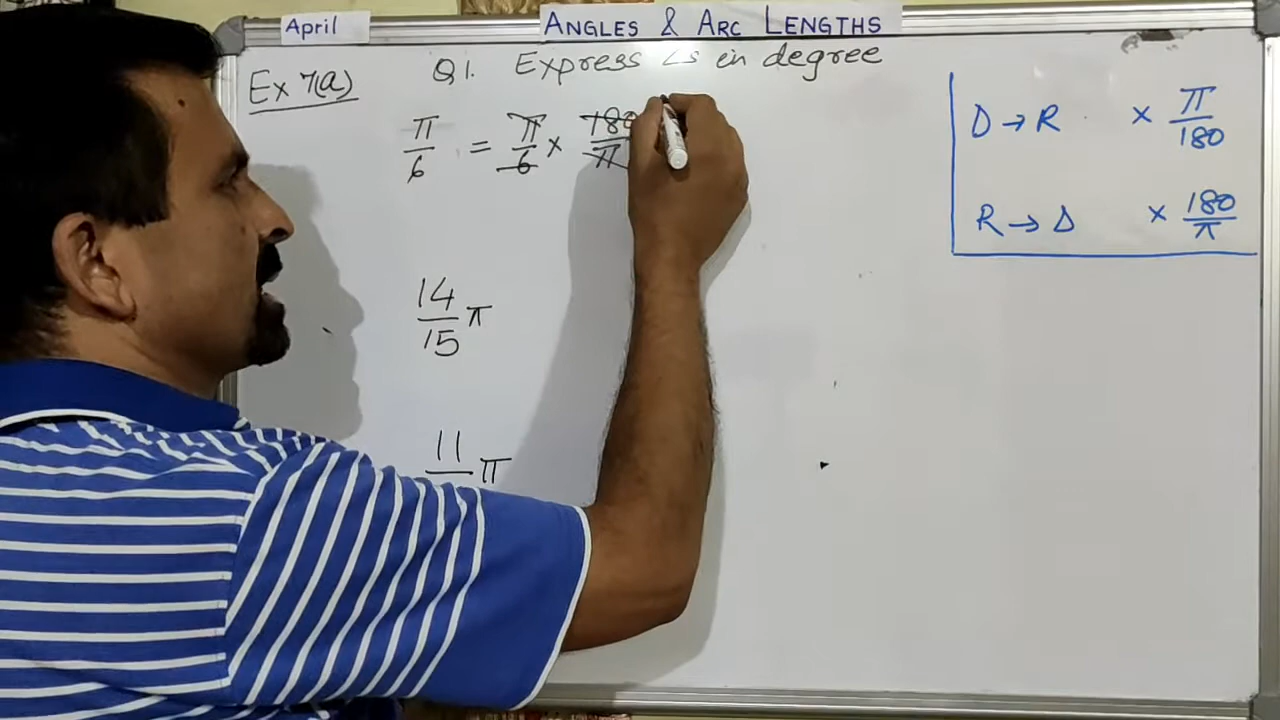 April
ANGLES & ARC LENGTHS
Ex 7(a)
Q1. Express ∠s in degree
π/6 = π/6 × 180/π
14/15 π
11/ π
D → R × π/180
R → D × 180/π